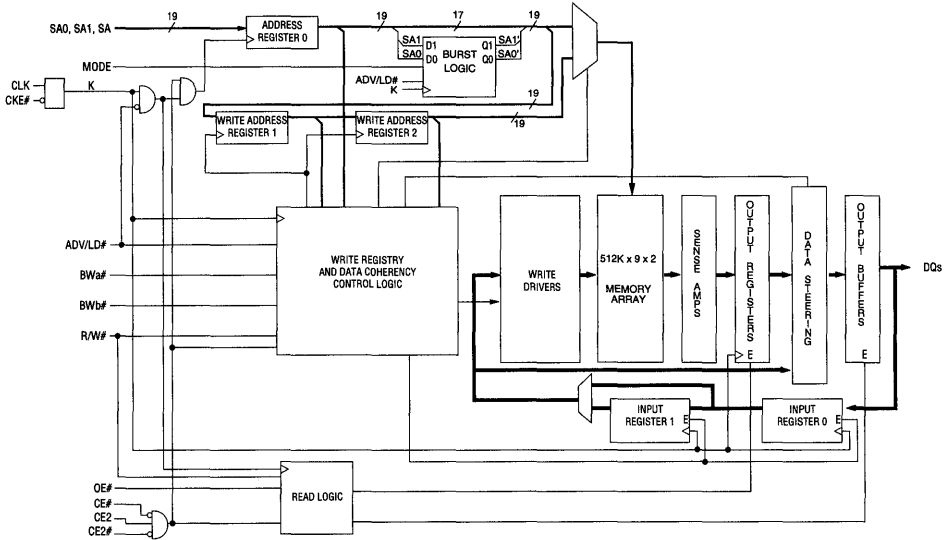 SA0, SA1, SA
19
ADDRESS
REGISTER 0
19
17
19
SA1
SA0
D1
D0
BURST
LOGIC
Q1
Q0
SA1'
SA0'
MODE
ADV/LD#
K
CLK
CKE#
K
19
19
WRITE ADDRESS
REGISTER 1
WRITE ADDRESS
REGISTER 2
ADV/LD#
BWa#
BWb#
R/W#
WRITE REGISTRY
AND DATA COHERENCY
CONTROL LOGIC
WRITE
DRIVERS
512K x 9 x 2
MEMORY
ARRAY
SENSE AMPS
OUTPUT REGISTERS
E
DATA STEERING
OUTPUT BUFFERS
E
DQs
INPUT
REGISTER 1
E
INPUT
REGISTER 0
E
OE#
READ LOGIC
CE#
CE2
CE2#